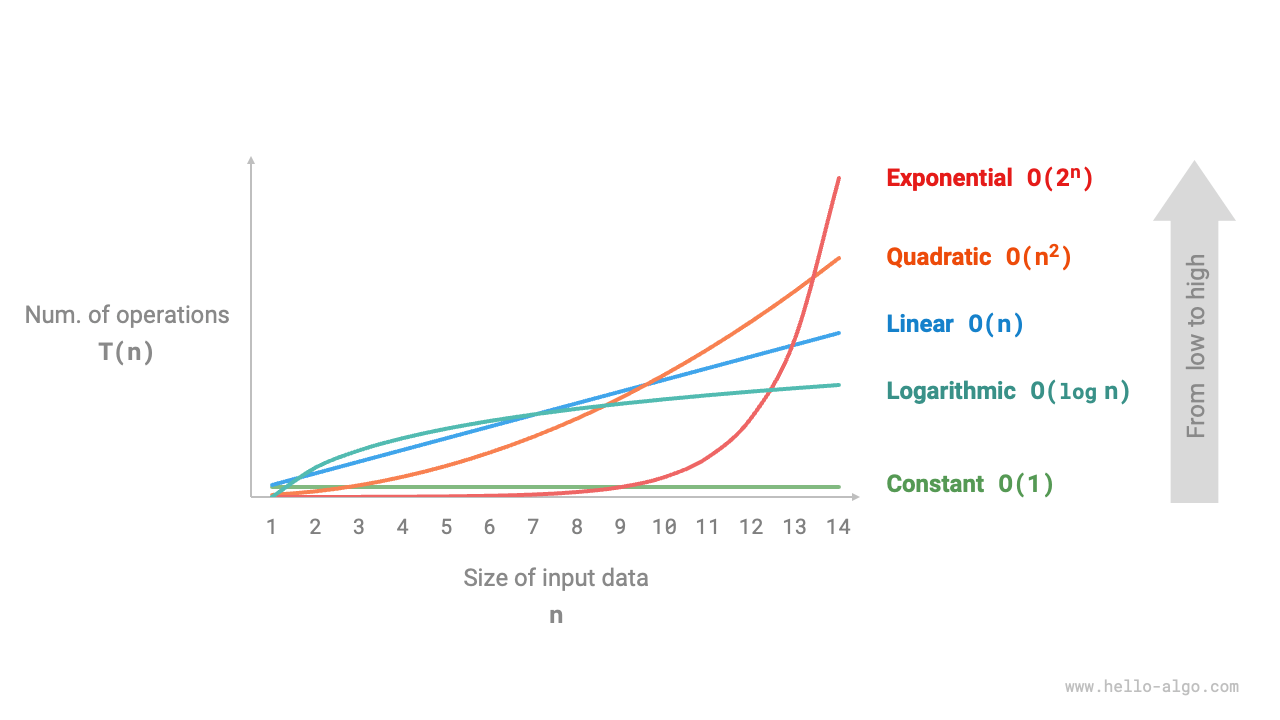 Exponential O(2ⁿ)
Quadratic O(n²)
Num. of operations
T(n)
Linear O(n)
Logarithmic O(log n)
Constant O(1)
From low to high
1 2 3 4 5 6 7 8 9 10 11 12 13 14
Size of input data
n
www.hello-algo.com